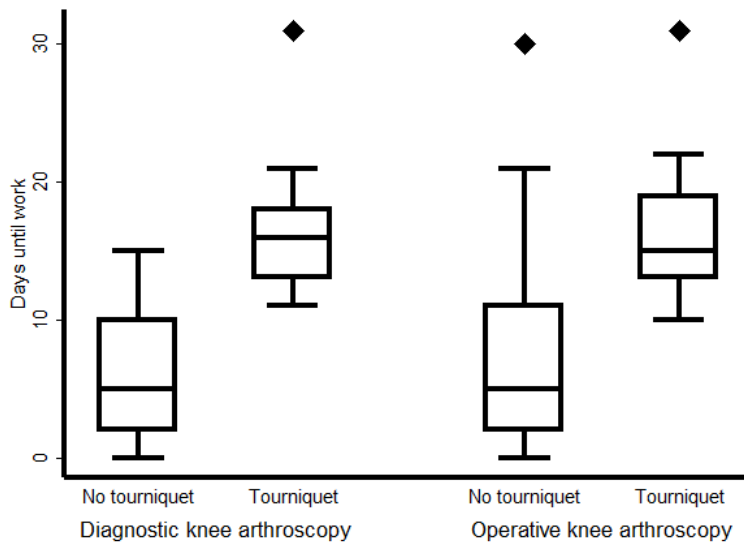 Days until work
30
20
10
0
No tourniquet Tourniquet No tourniquet Tourniquet
Diagnostic knee arthroscopy Operative knee arthroscopy